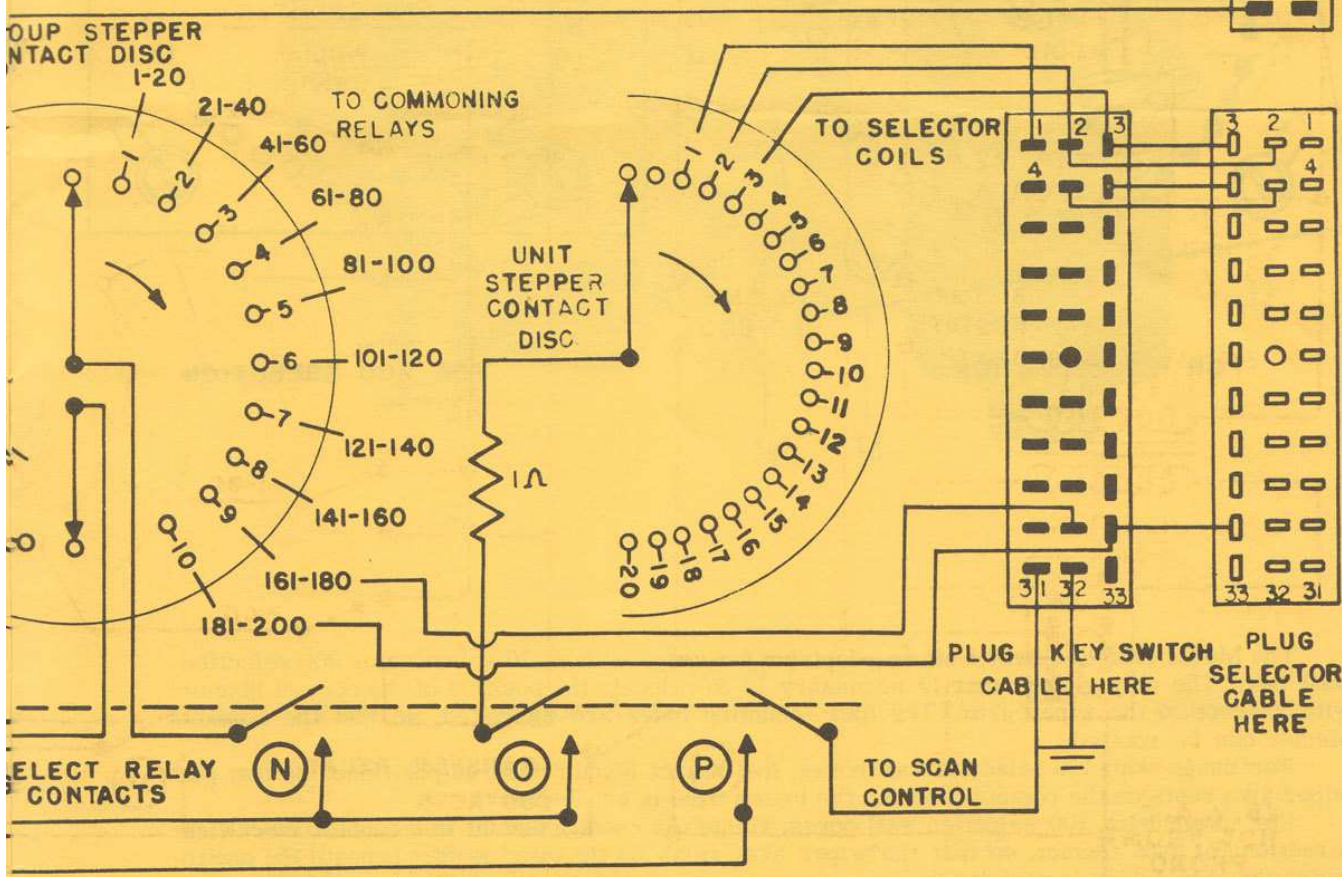 OUP STEPPER
NTACT DISC
1-20
21-40
41-60
61-80
81-100
101-120
121-140
141-160
161-180
181-200
1
2
3
4
5
6
7
8
9
10
TO COMMONING
RELAYS
UNIT
STEPPER
CONTACT
DISC
1Ω
1
2
3
4
5
6
7
8
9
10
11
12
13
14
15
16
17
18
19
20
TO SELECTOR
COILS
1 2 3
4
31 32 33
3 2 1
4
33 32 31
PLUG KEY SWITCH
CABLE HERE
PLUG
SELECTOR
CABLE
HERE
ELECT RELAY
CONTACTS
N
O
P
TO SCAN
CONTROL